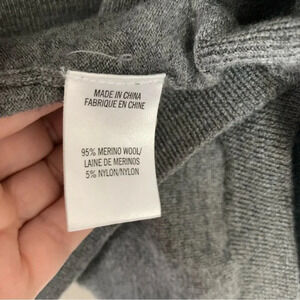 MADE IN CHINA
FABRIQUE EN CHINE
95% MERINO WOOL/
LAINE DE MERINOS
5% NYLON/NYLON